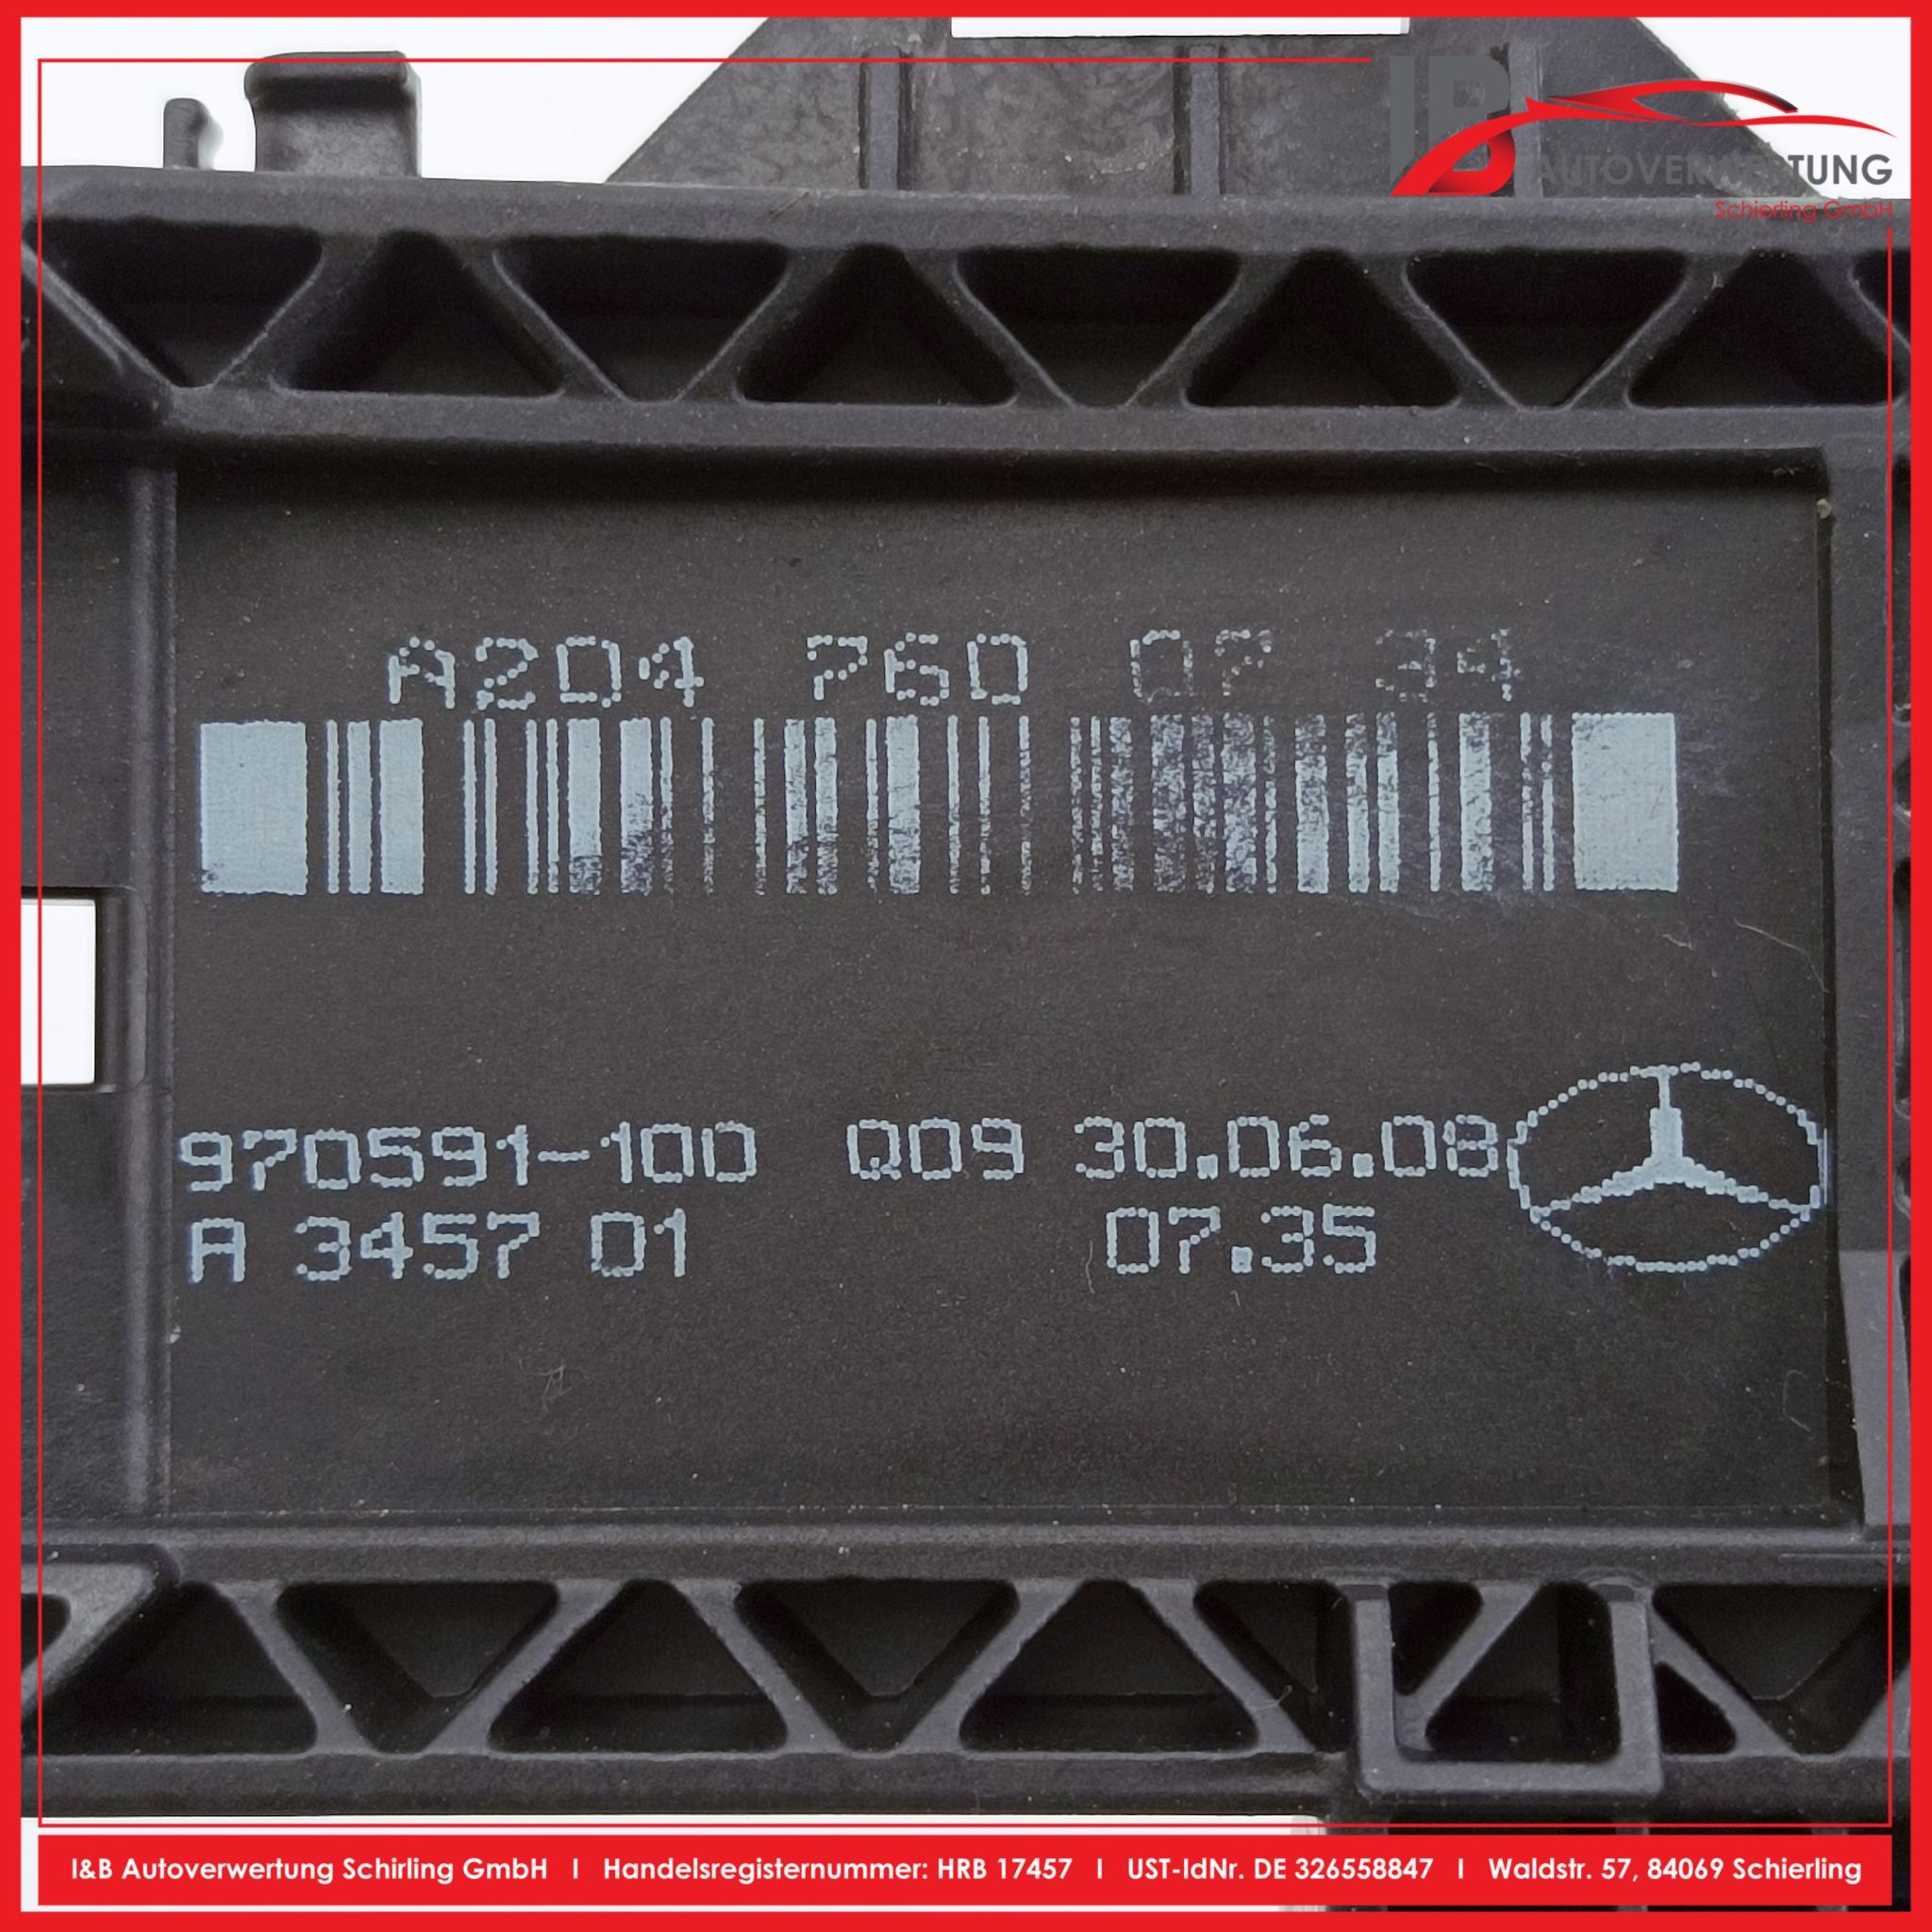 IB
AUTOVERWERTUNG
Schierling GmbH
A204 760 07 34
970591-100 Q09 30.06.08
A 3457 01 07.35
I&B Autoverwertung Schirling GmbH I Handelsregisternummer: HRB 17457 I UST-IdNr. DE 326558847 I Waldstr. 57, 84069 Schierling